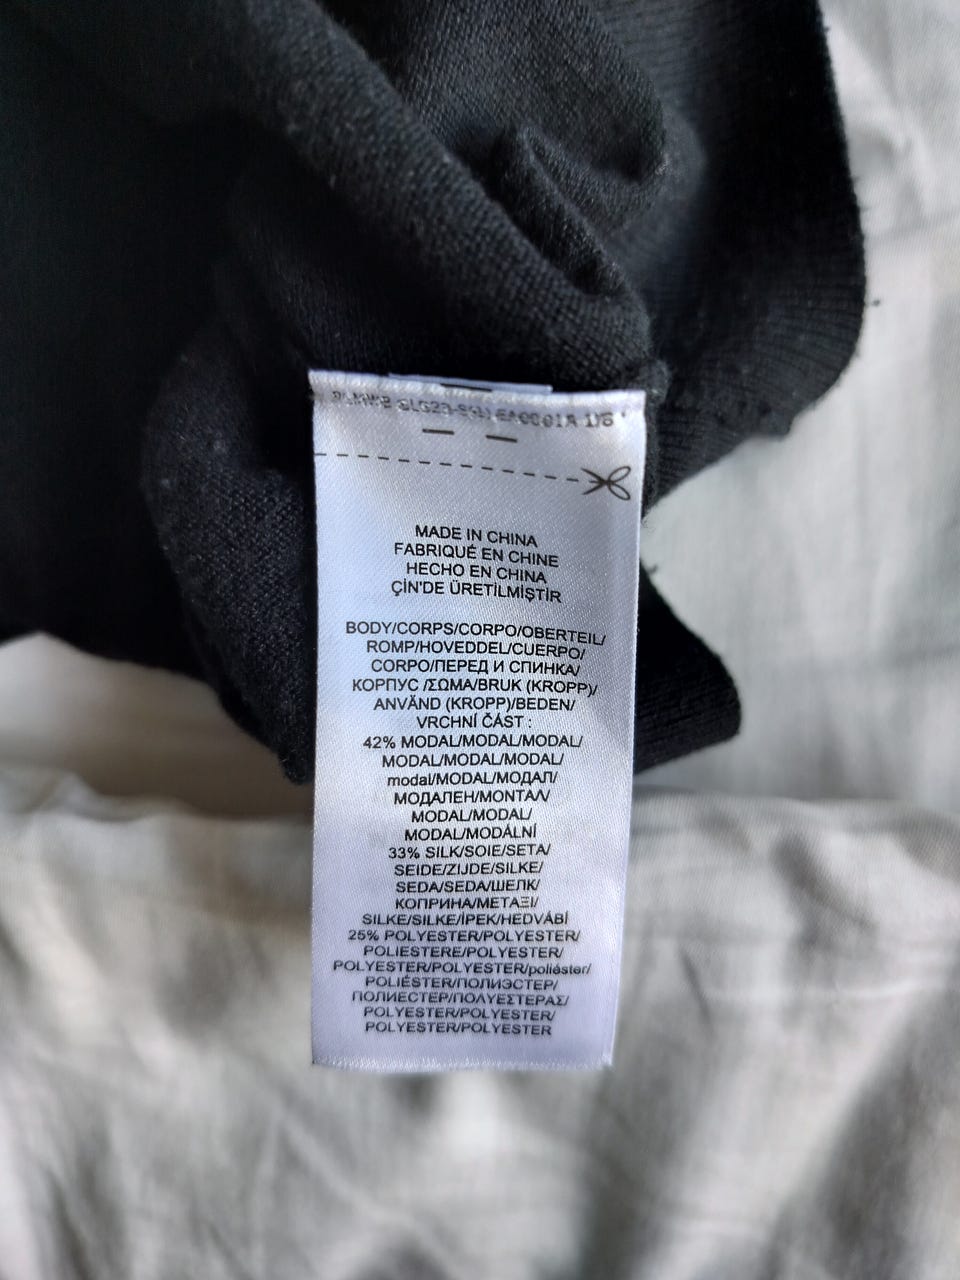 1/6
MADE IN CHINA
FABRIQUÉ EN CHINE
HECHO EN CHINA
ÇİN'DE ÜRETİLMİŞTİR
BODY/CORPS/CORPO/OBERTEIL/
ROMP/HOVEDDEL/CUERPO/
CORPO/ПЕРЕД И СПИНКА/
КОРПУС /ΣΩΜΑ/BRUK (KROPP)/
ANVÄND (KROPP)/BEDEN/
VRCHNÍ ČÁST :
42% MODAL/MODAL/MODAL/
MODAL/MODAL/MODAL/
modal/MODAL/МОДАЛ/
МОДАЛЕН/ΜΟΝΤΑΛ/
MODAL/MODAL/
MODAL/MODÁLNÍ
33% SILK/SOIE/SETA/
SEIDE/ZIJDE/SILKE/
SEDA/SEDA/ШЕЛК/
КОПРИНА/ΜΕΤΑΞΙ/
SILKE/SILKE/İPEK/HEDVÁBÍ
25% POLYESTER/POLYESTER/
POLIESTERE/POLYESTER/
POLYESTER/POLYESTER/poliéster/
POLIÉSTER/ПОЛИЭСТЕР/
ПОЛИЕСТЕР/ΠΟΛΥΕΣΤΕΡΑΣ/
POLYESTER/POLYESTER/
POLYESTER/POLYESTER